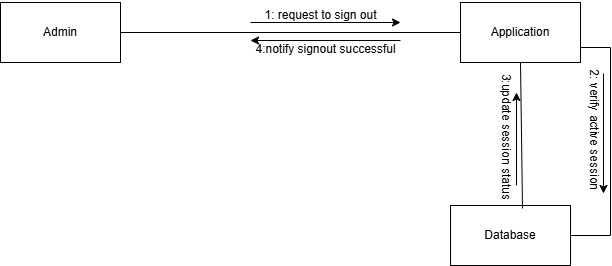 1: request to sign out
Admin
Application
4:notify signout successful
3:update session status
2: verify active session
Database